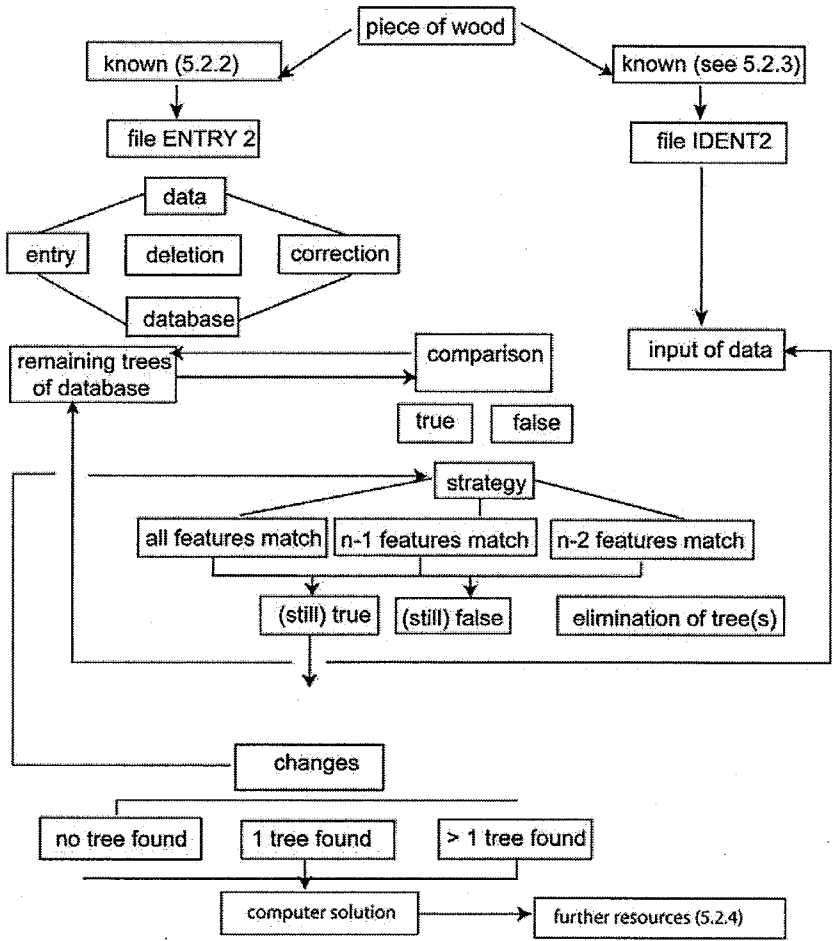 piece of wood
known (5.2.2)
known (see 5.2.3)
file ENTRY 2
file IDENT2
data
entry
deletion
correction
database
remaining trees
of database
comparison
input of data
true
false
strategy
all features match
n-1 features match
n-2 features match
(still) true
(still) false
elimination of tree(s)
changes
no tree found
1 tree found
> 1 tree found
computer solution
further resources (5.2.4)